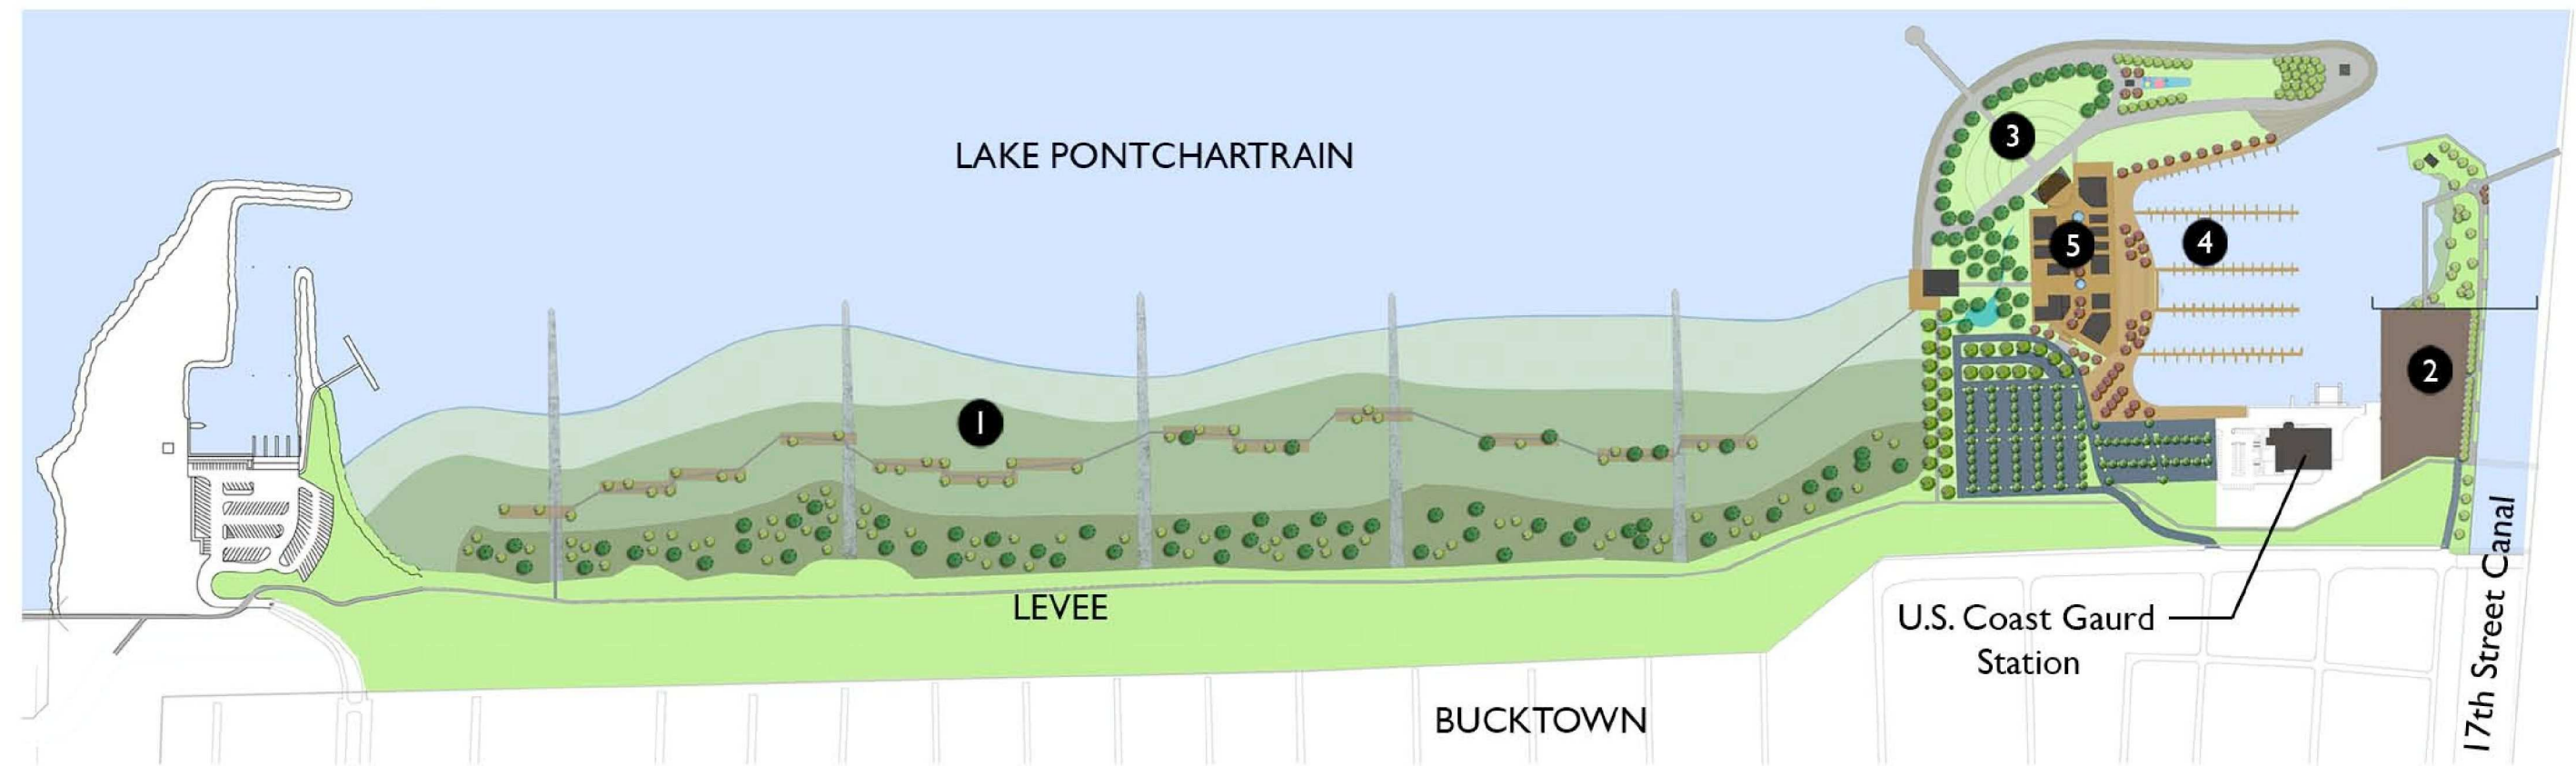 LAKE PONTCHARTRAIN
3
5
4
2
1
LEVEE
U.S. Coast Gaurd
Station
17th Street Canal
BUCKTOWN